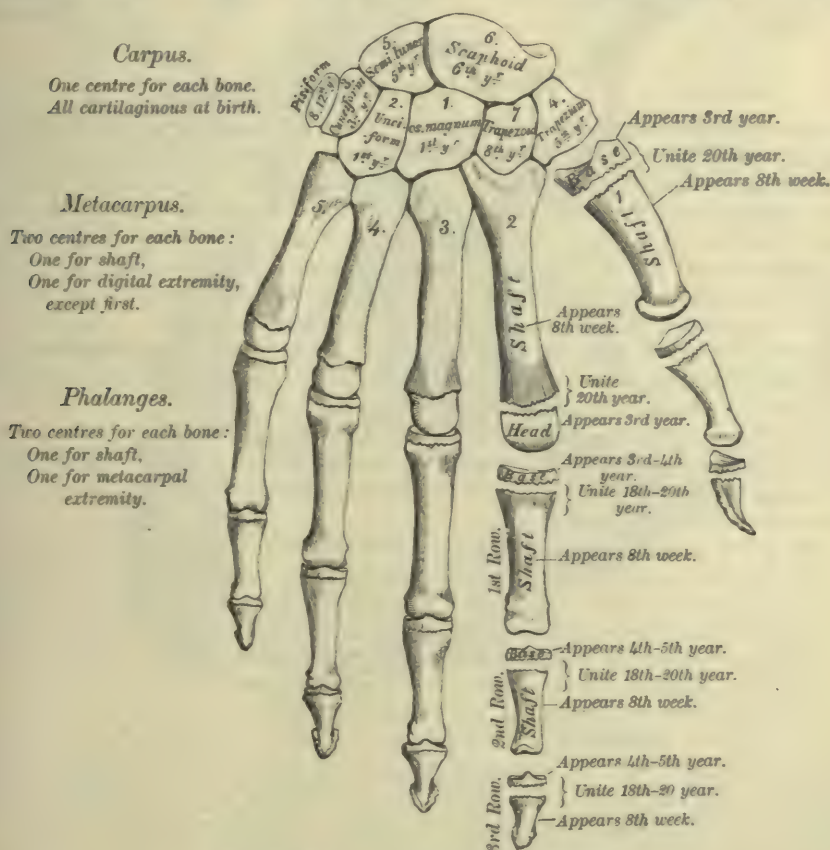 Carpus.
One centre for each bone.
All cartilaginous at birth.
Metacarpus.
Two centres for each bone:
One for shaft,
One for digital extremity,
except first.
Phalanges.
Two centres for each bone:
One for shaft,
One for metacarpal
extremity.
Pisiform
8. 12th yr
3.
Cuneiform
3rd yr
5.
Semilunar
5th yr
6.
Scaphoid
6th yr
2.
Unci-
form
1st yr
1.
os. magnum
1st yr
7
Trapezoid
8th yr
4.
Trapezium
5th yr
Base
Appears 3rd year.
Unite 20th year.
Appears 8th week.
1
Shaft
5.
4.
3.
2
Shaft
Appears
8th week.
Unite
20th year.
Head
Appears 3rd year.
Base
Appears 3rd-4th
year.
Unite 18th-20th
year.
1st Row.
Shaft
Appears 8th week.
Base
Appears 4th-5th year.
Unite 18th-20th year.
2nd Row.
Shaft
Appears 8th week.
Appears 4th-5th year.
Unite 18th-20 year.
3rd Row.
Appears 8th week.